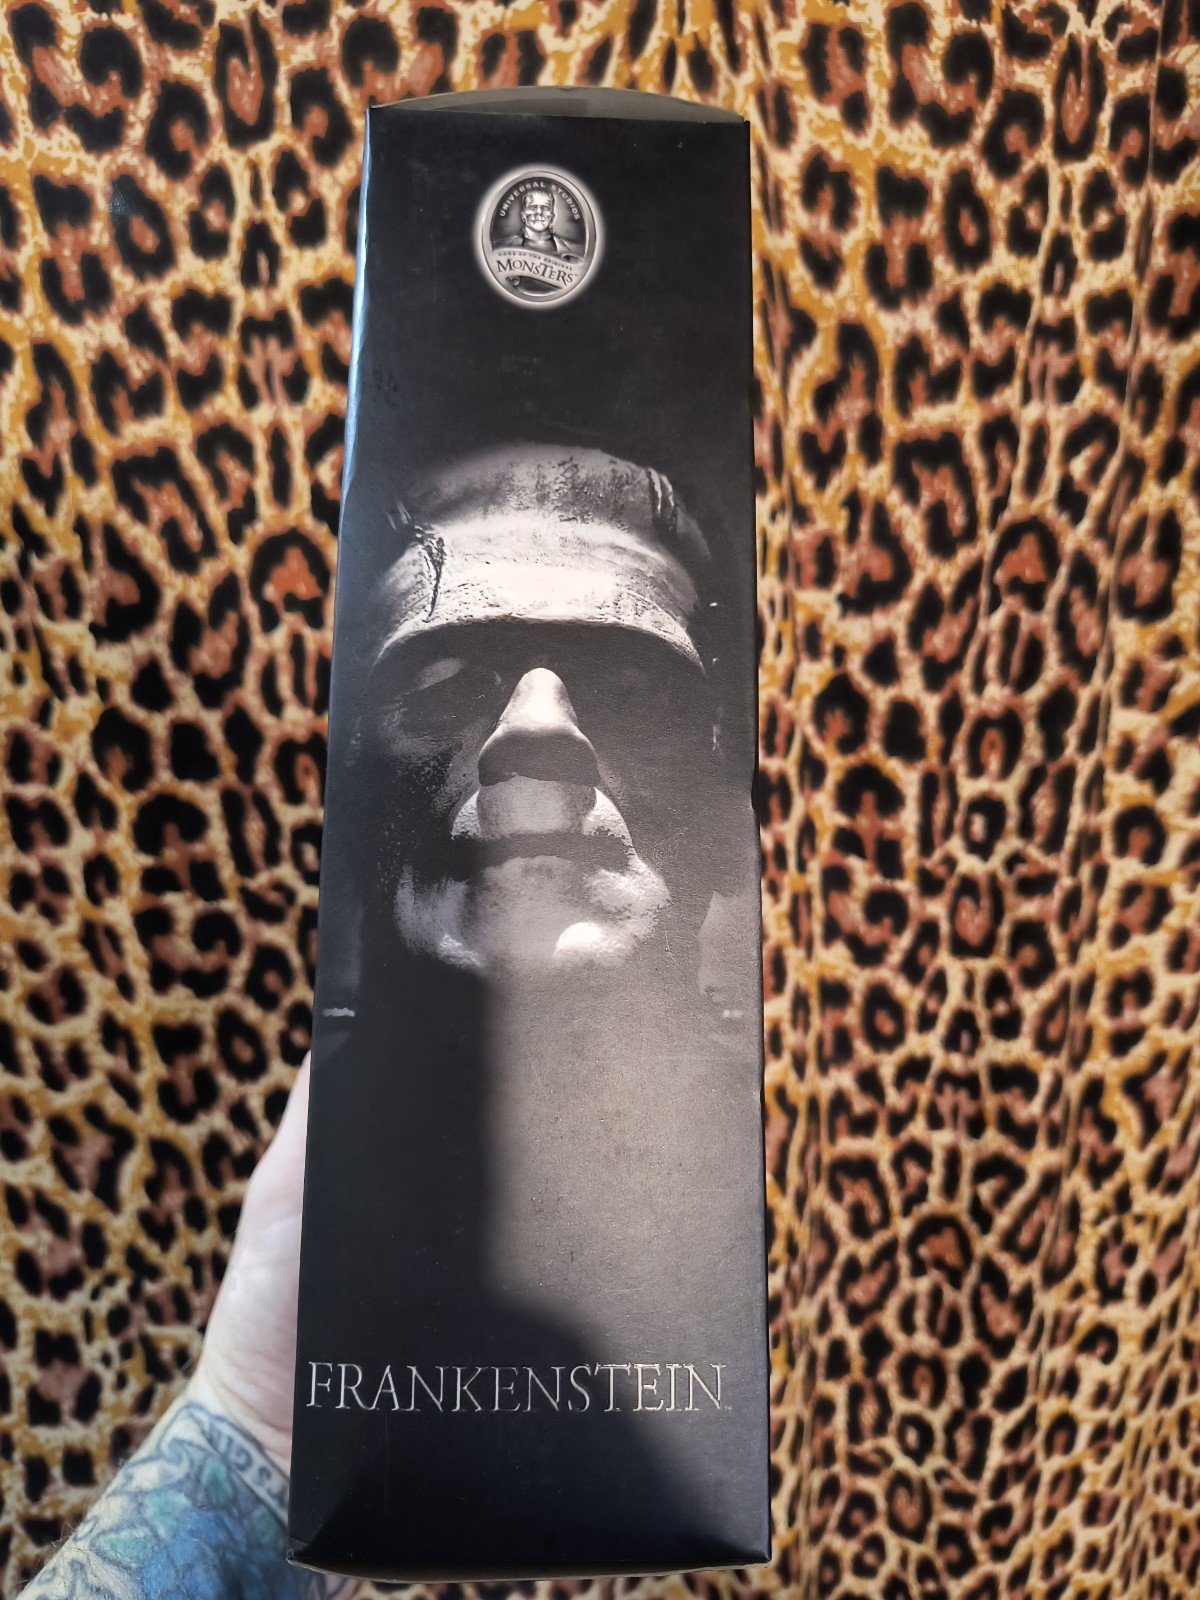 UNIVERSAL STUDIOS
HOME OF THE ORIGINAL
MONSTERS
FRANKENSTEIN